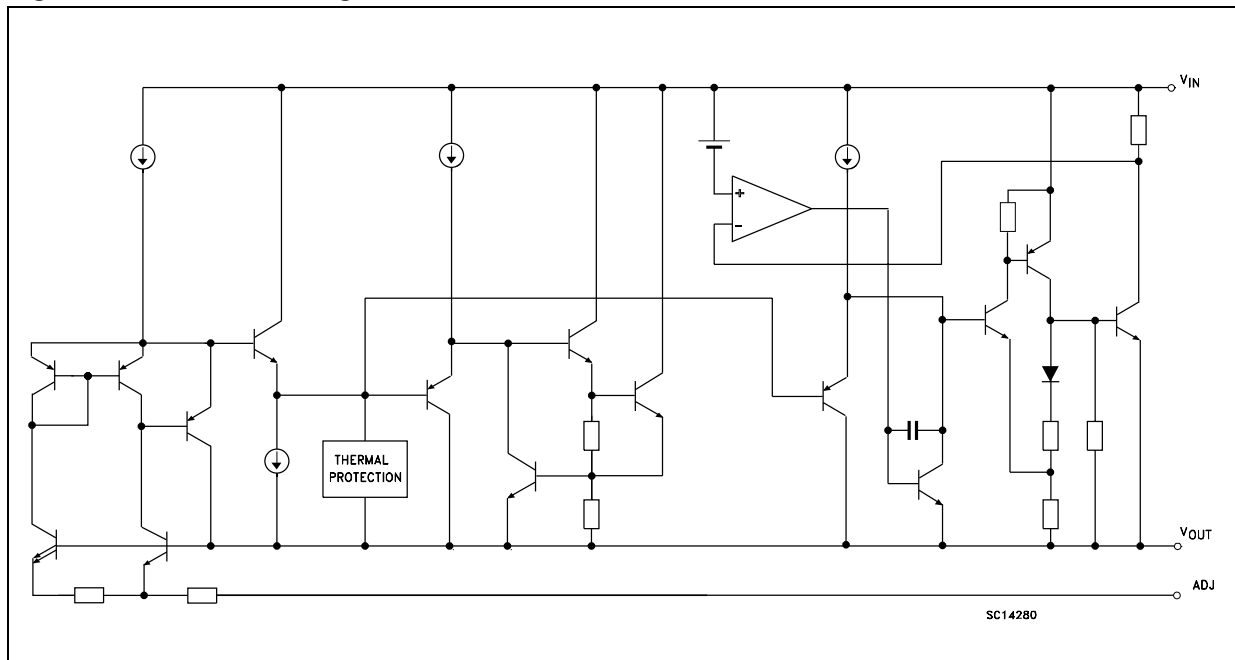 VIN
+
-
THERMAL
PROTECTION
VOUT
ADJ
SC14280